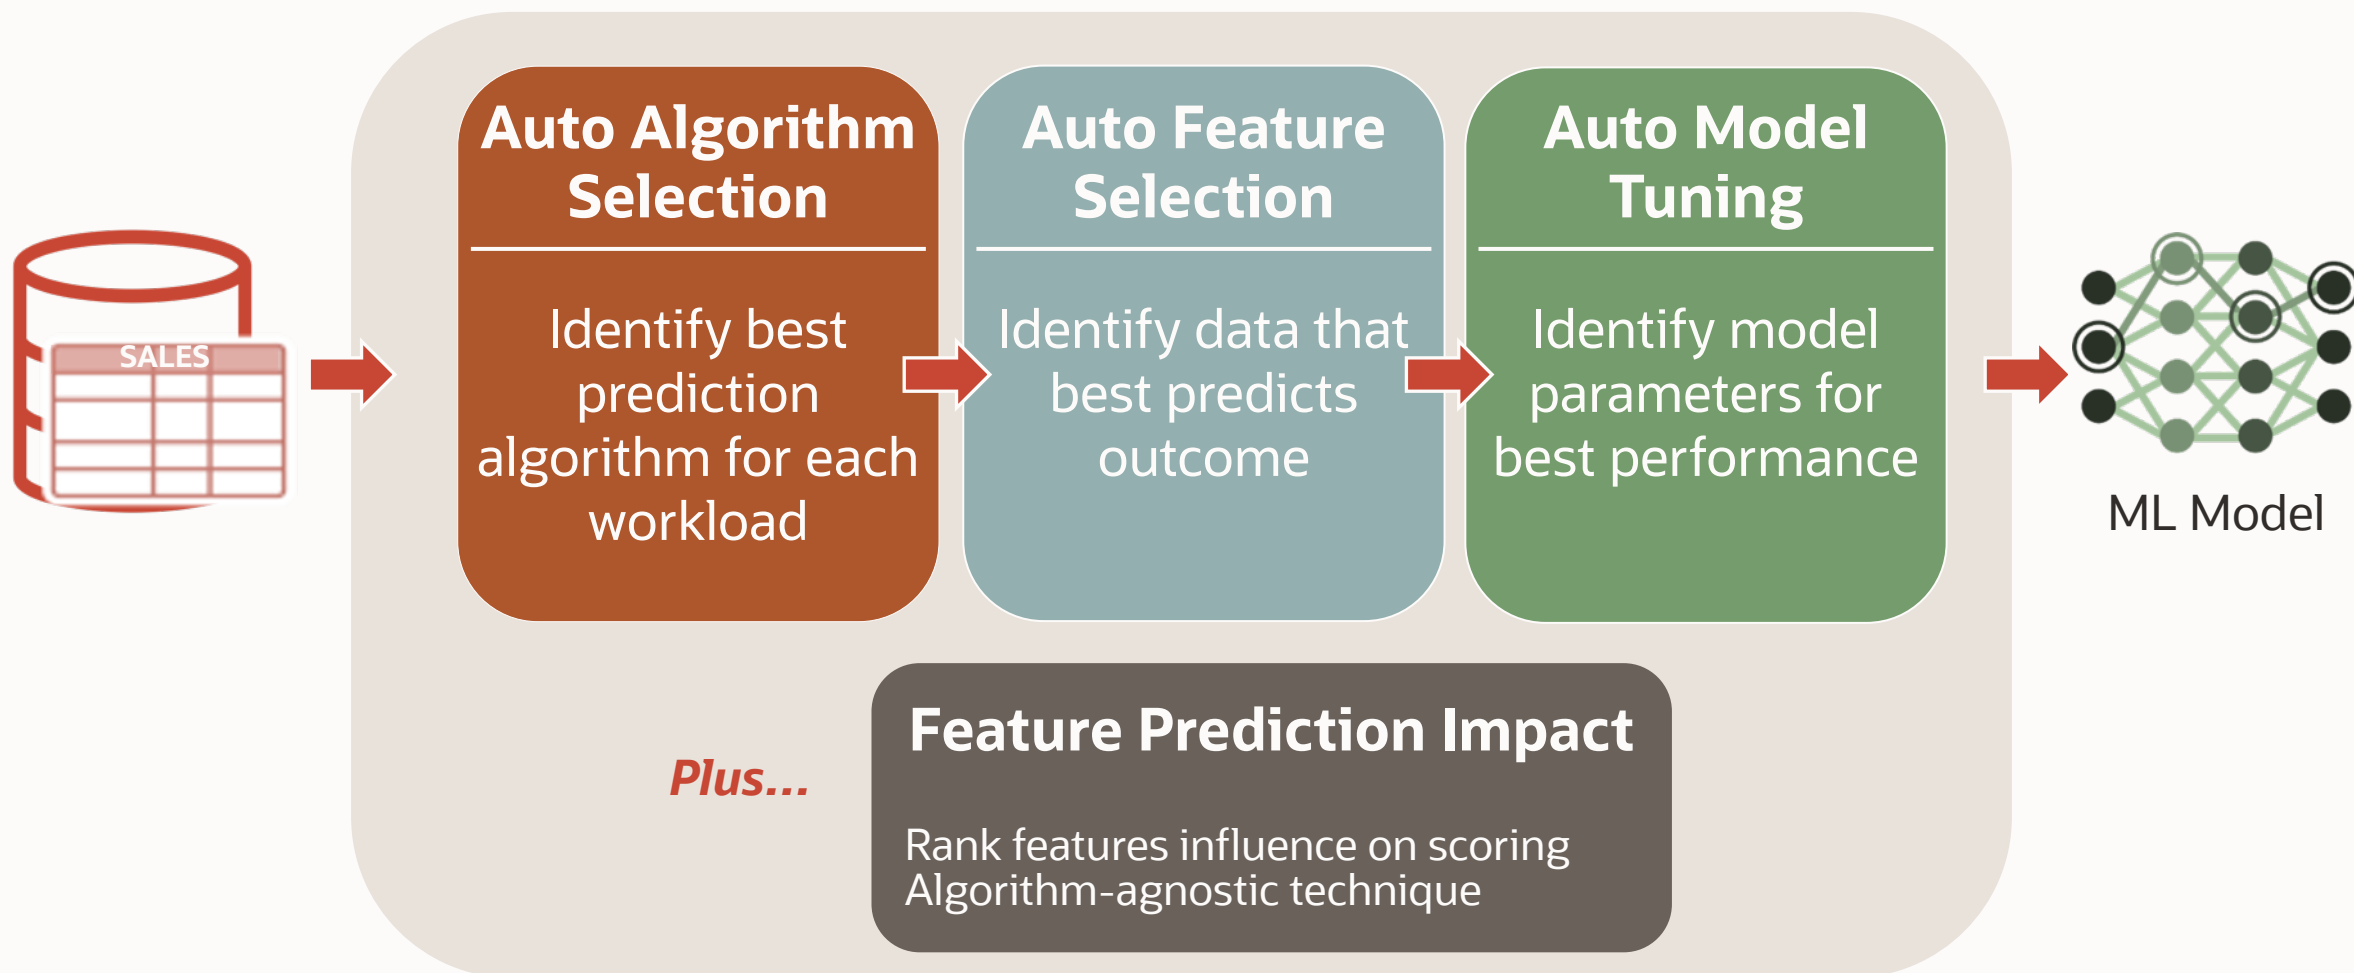 SALES
Auto Algorithm
Selection
Identify best
prediction
algorithm for each
workload
Auto Feature
Selection
Identify data that
best predicts
outcome
Auto Model
Tuning
Identify model
parameters for
best performance
ML Model
Plus...
Feature Prediction Impact
Rank features influence on scoring
Algorithm-agnostic technique